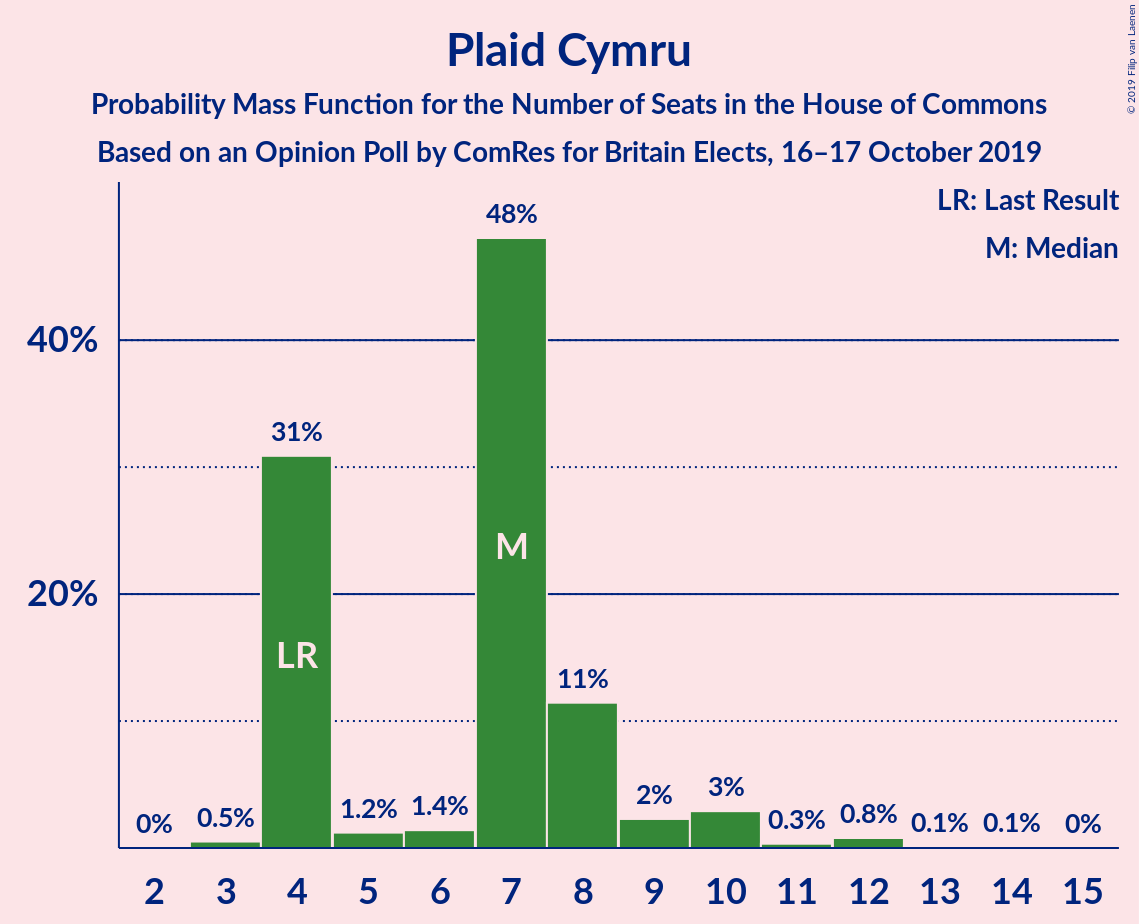 Plaid Cymru
Probability Mass Function for the Number of Seats in the House of Commons
Based on an Opinion Poll by ComRes for Britain Elects, 16–17 October 2019
© 2019 Filip van Laenen
LR: Last Result
M: Median
40%
20%
0%
0.5%
31%
1.2%
1.4%
48%
11%
2%
3%
0.3%
0.8%
0.1%
0.1%
0%
LR
M
2 3 4 5 6 7 8 9 10 11 12 13 14 15